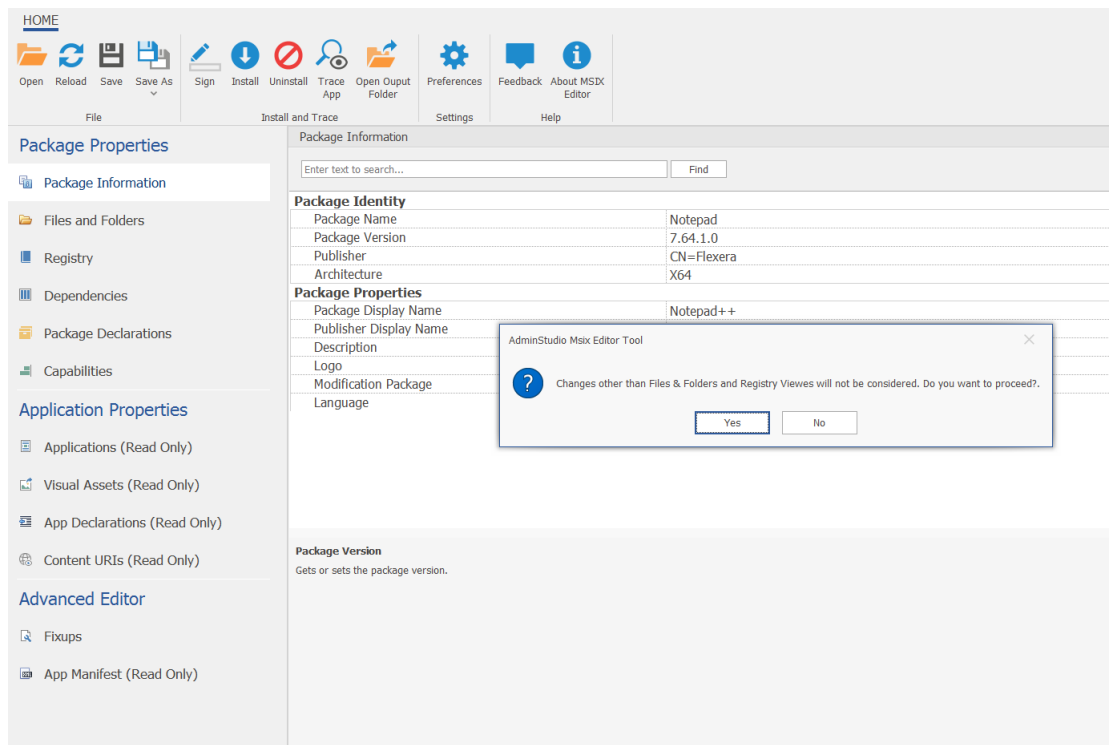 HOME
Open Reload Save Save As Sign Install Uninstall Trace App Open Ouput Folder Preferences Feedback About MSIX Editor
File Install and Trace Settings Help
Package Properties
Package Information
Files and Folders
Registry
Dependencies
Package Declarations
Capabilities
Application Properties
Applications (Read Only)
Visual Assets (Read Only)
App Declarations (Read Only)
Content URIs (Read Only)
Advanced Editor
Fixups
App Manifest (Read Only)
Package Information
Enter text to search... Find
Package Identity
Package Name Notepad
Package Version 7.64.1.0
Publisher CN=Flexera
Architecture X64
Package Properties
Package Display Name Notepad++
Publisher Display Name
Description
Logo
Modification Package
Language
AdminStudio Msix Editor Tool
Changes other than Files & Folders and Registry Viewes will not be considered. Do you want to proceed?.
Yes No
Package Version
Gets or sets the package version.